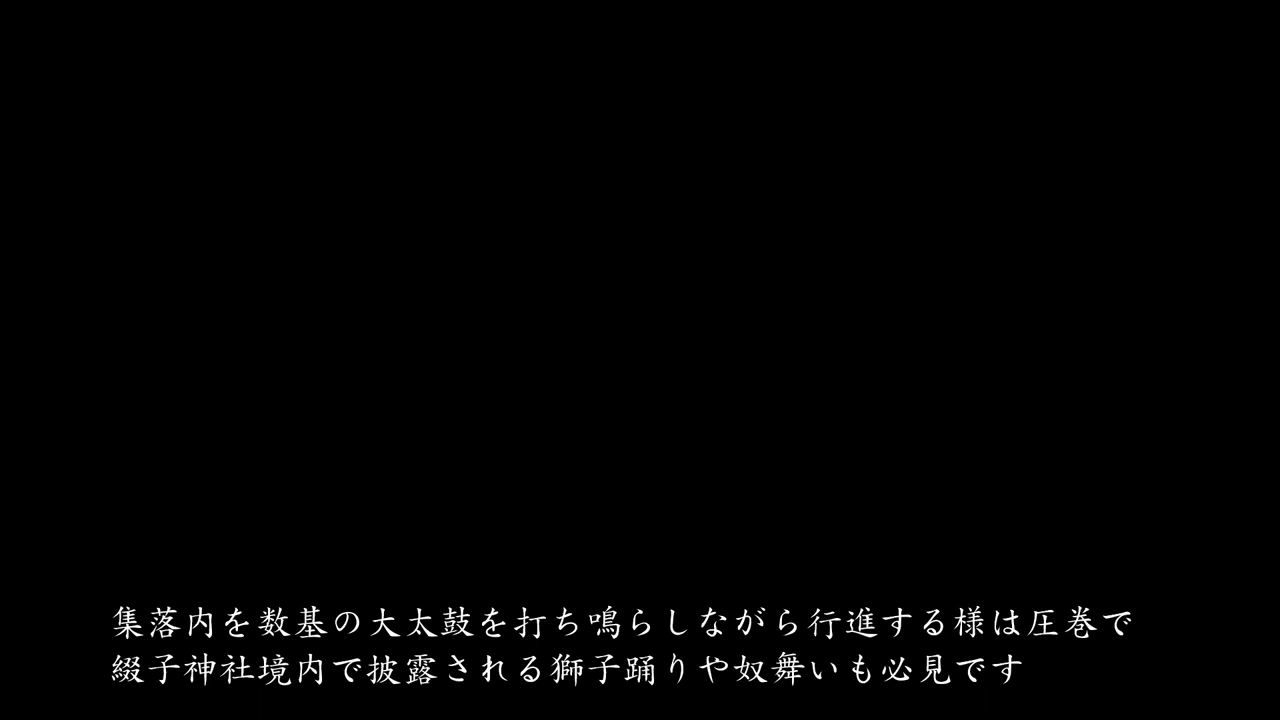 集落内を数基の大太鼓を打ち鳴らしながら行進する様は圧巻で
綴子神社境内で披露される獅子踊りや奴舞いも必見です